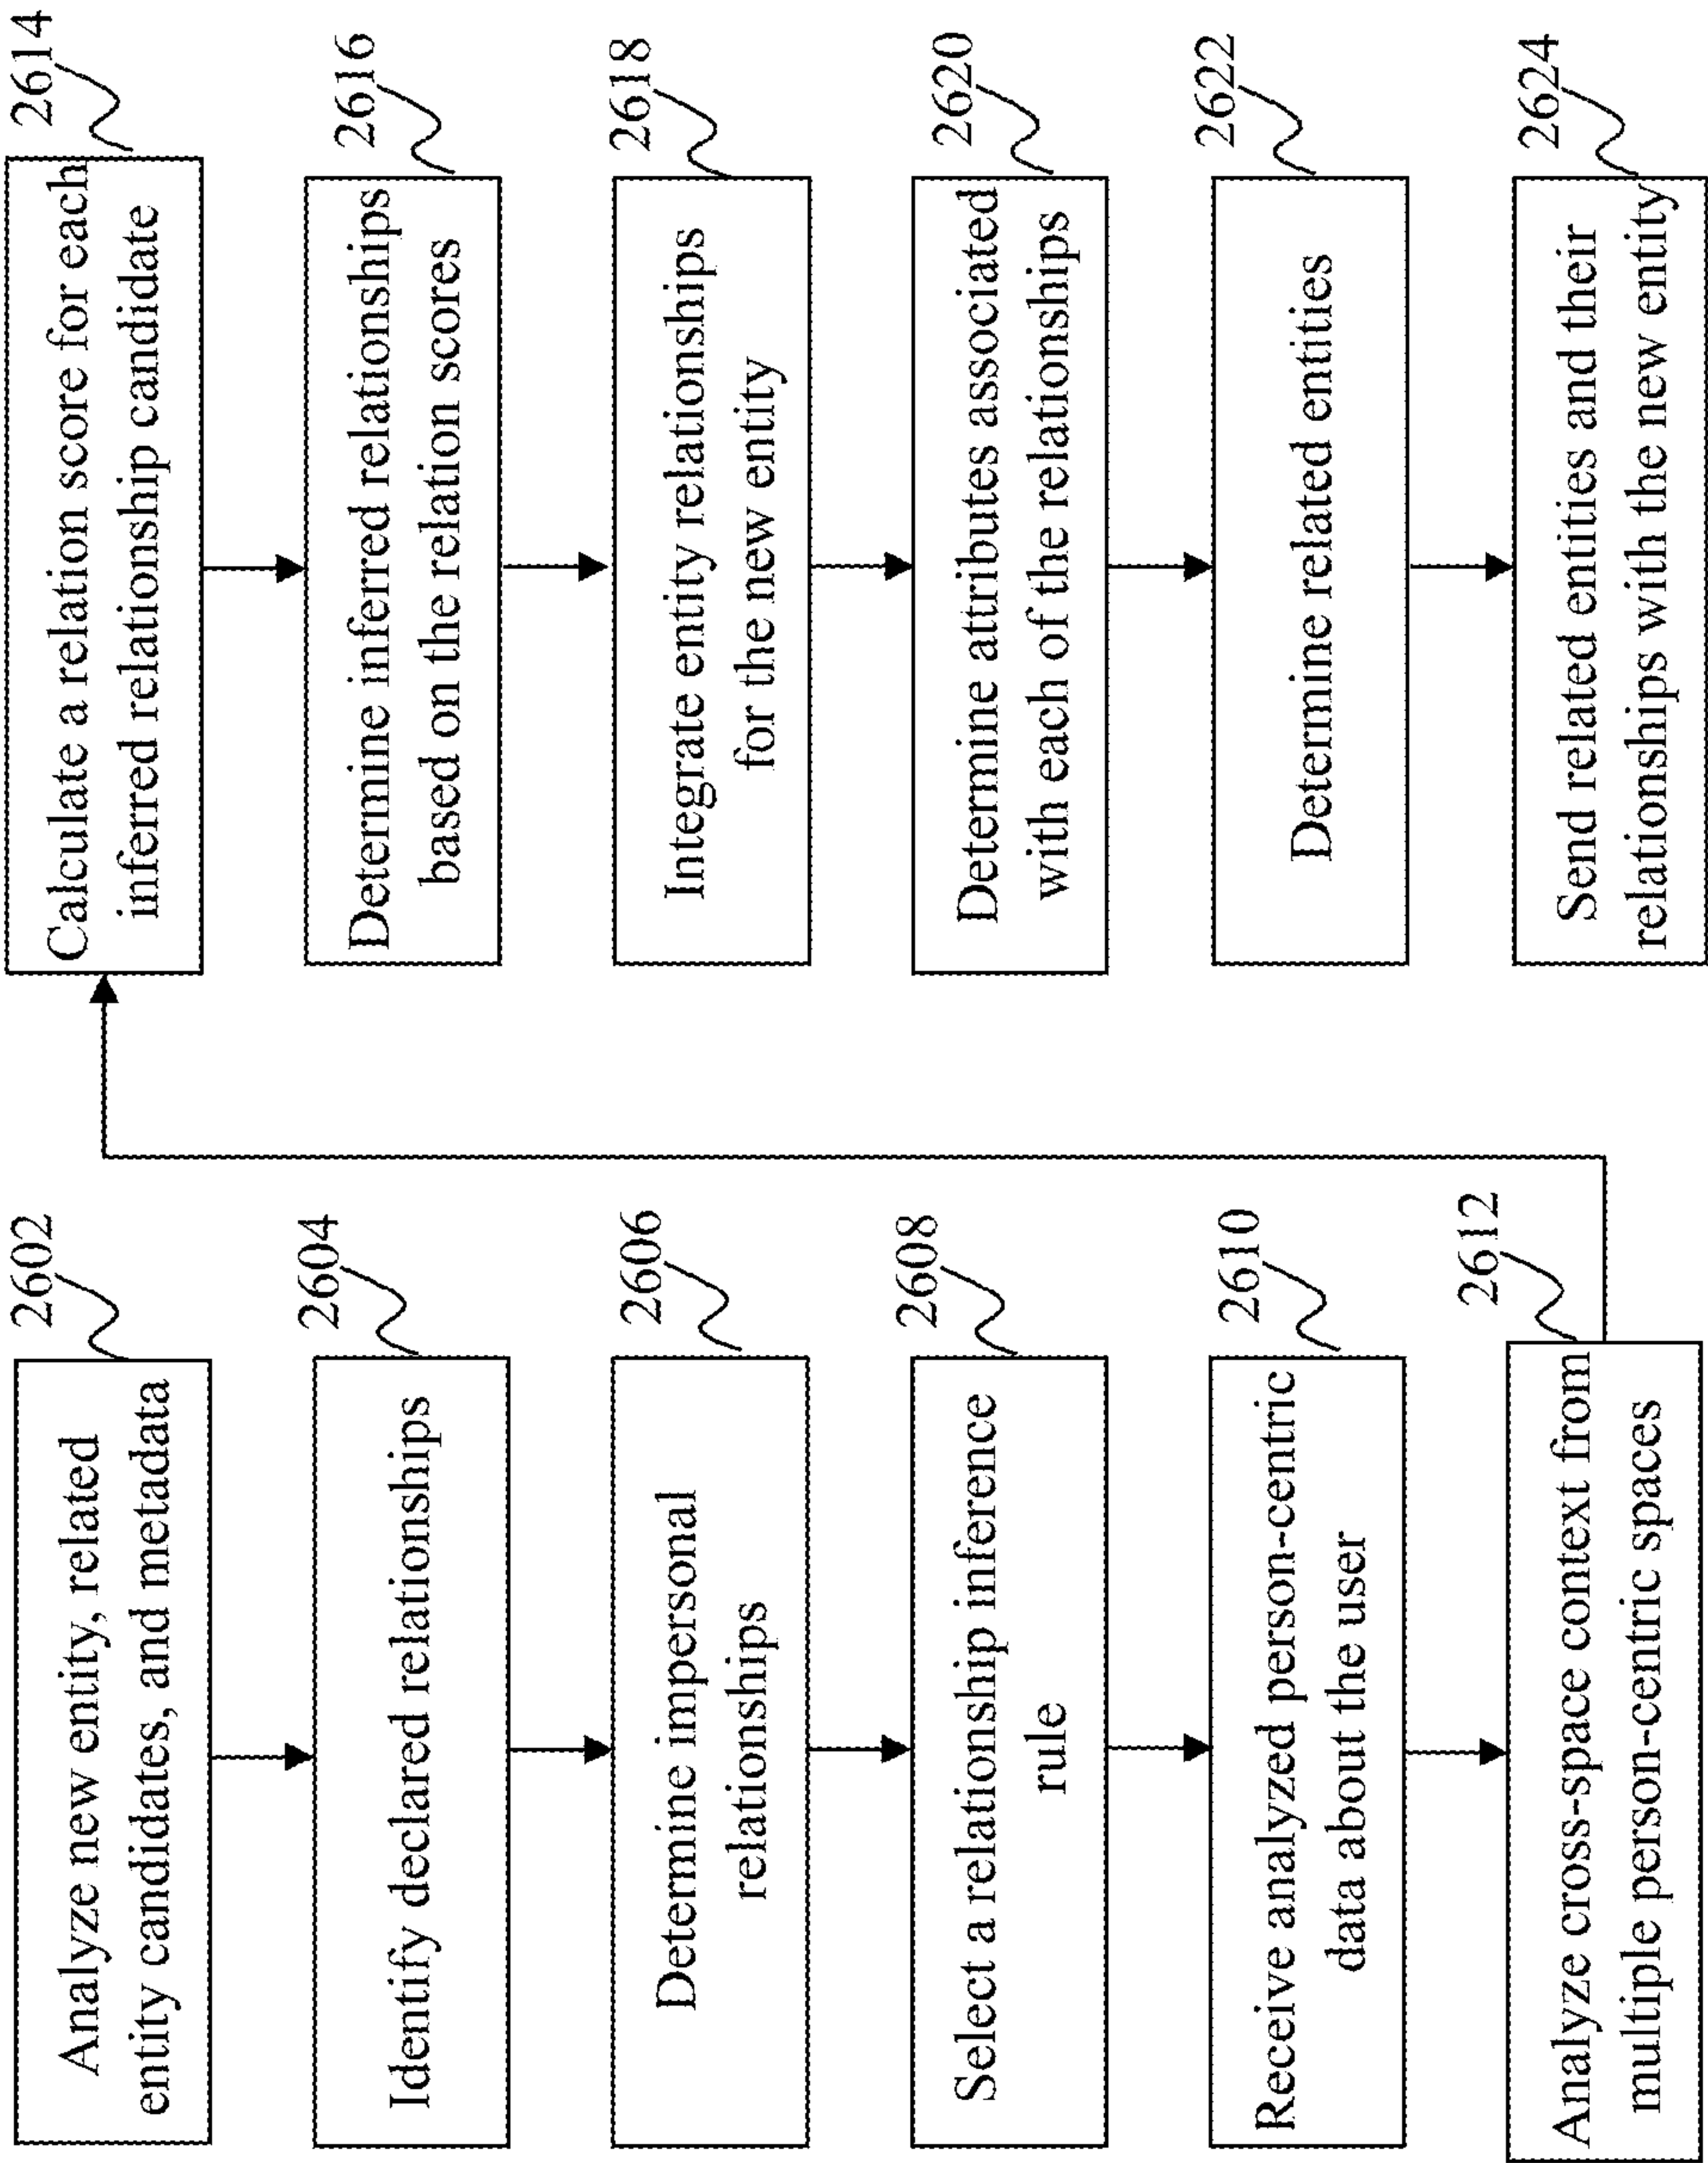 2602
Analyze new entity, related
entity candidates, and metadata
2604
Identify declared relationships
2606
Determine impersonal
relationships
2608
Select a relationship inference
rule
2610
Receive analyzed person-centric
data about the user
2612
Analyze cross-space context from
multiple person-centric spaces
2614
Calculate a relation score for each
inferred relationship candidate
2616
Determine inferred relationships
based on the relation scores
2618
Integrate entity relationships
for the new entity
2620
Determine attributes associated
with each of the relationships
2622
Determine related entities
2624
Send related entities and their
relationships with the new entity